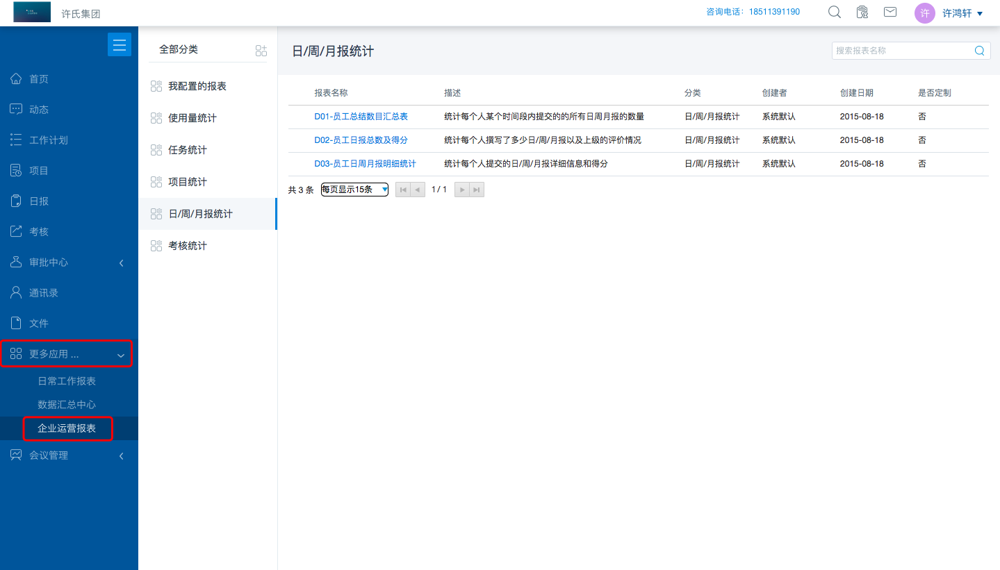 许氏集团
咨询电话：18511391190
许
许鸿轩
首页
动态
工作计划
项目
日报
考核
审批中心
通讯录
文件
更多应用 ...
日常工作报表
数据汇总中心
企业运营报表
会议管理
全部分类
我配置的报表
使用量统计
任务统计
项目统计
日/周/月报统计
考核统计
日/周/月报统计
搜索报表名称
报表名称 描述 分类 创建者 创建日期 是否定制
D01-员工总结数目汇总表 统计每个人某个时间段内提交的的所有日周月报的数量 日/周/月报统计 系统默认 2015-08-18 否
D02-员工日报总数及得分 统计每个人撰写了多少日/周/月报以及上级的评价情况 日/周/月报统计 系统默认 2015-08-18 否
D03-员工日周月报明细统计 统计每个人提交的日/周/月报详细信息和得分 日/周/月报统计 系统默认 2015-08-18 否
共 3 条 每页显示15条 1 / 1